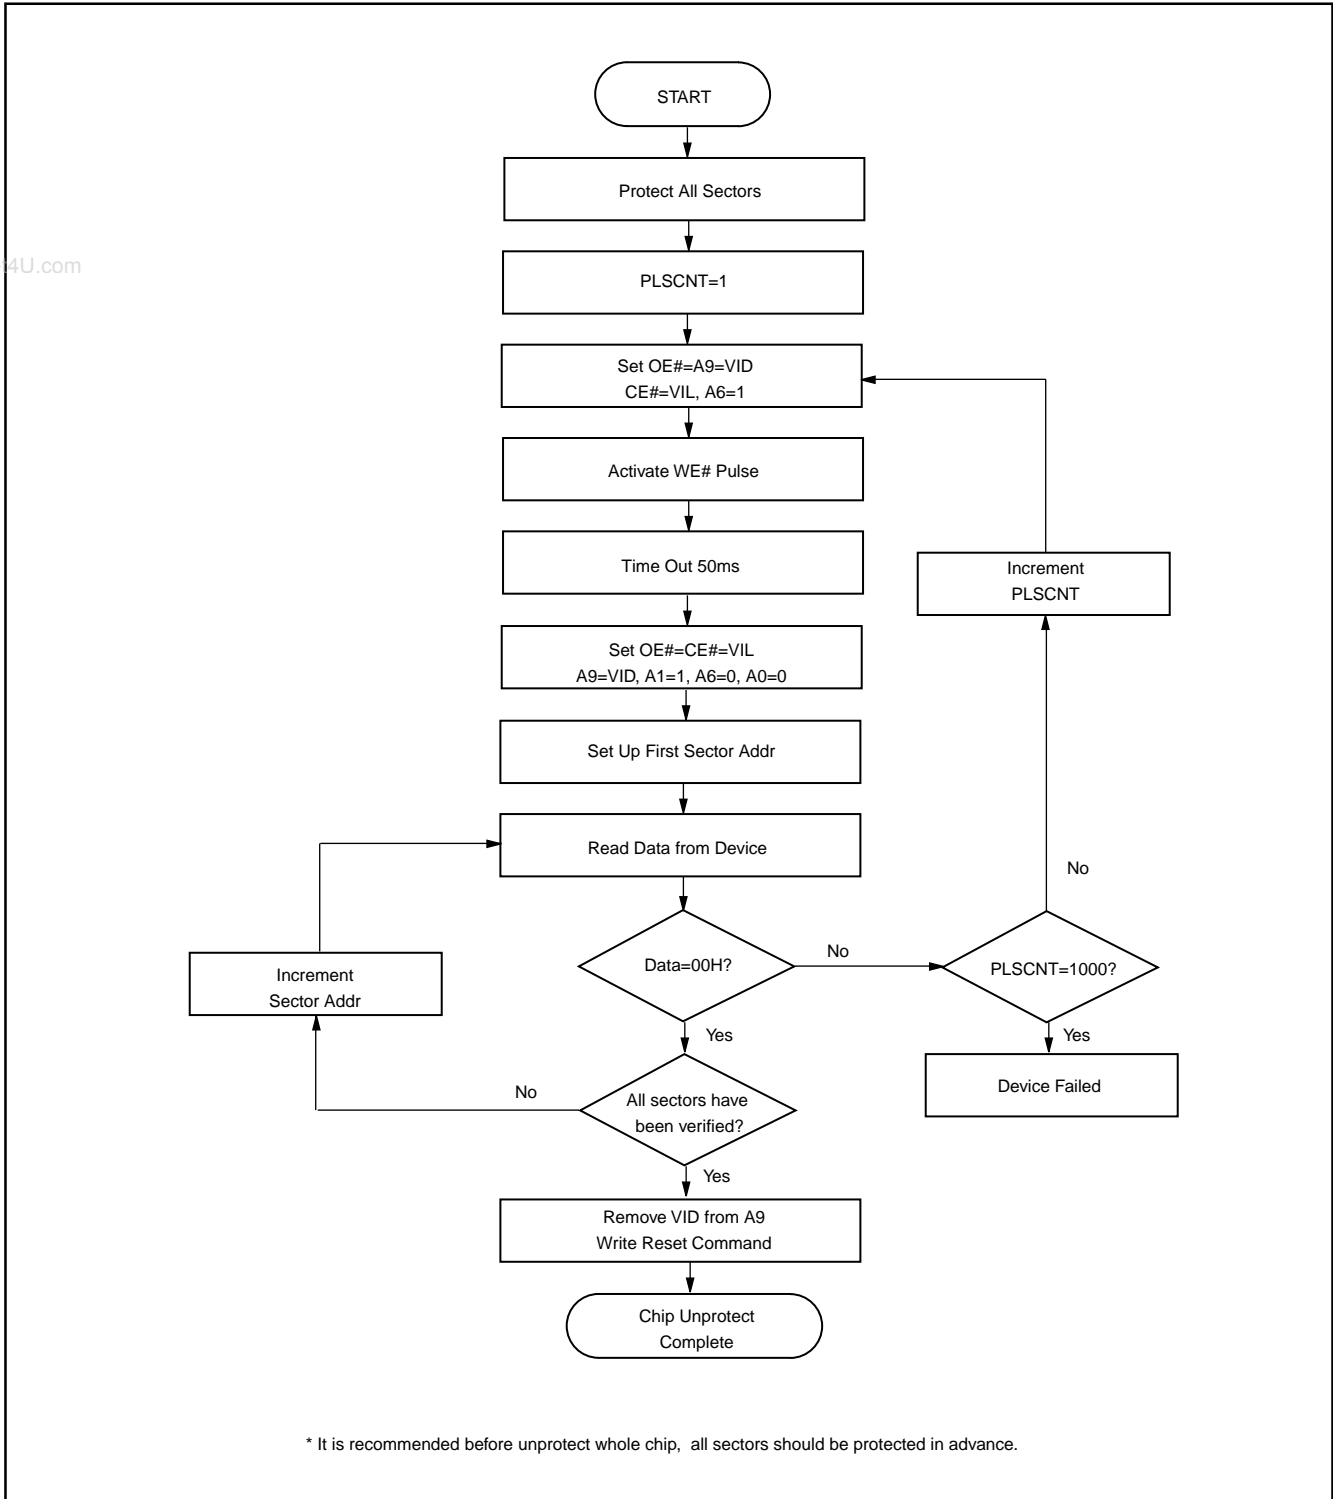 START
Protect All Sectors
4U.com
PLSCNT=1
Set OE#=A9=VID
CE#=VIL, A6=1
Activate WE# Pulse
Time Out 50ms
Increment
PLSCNT
Set OE#=CE#=VIL
A9=VID, A1=1, A6=0, A0=0
Set Up First Sector Addr
Read Data from Device
No
Data=00H?
No
PLSCNT=1000?
Increment
Sector Addr
Yes
Yes
Device Failed
No
All sectors have
been verified?
Yes
Remove VID from A9
Write Reset Command
Chip Unprotect
Complete
* It is recommended before unprotect whole chip, all sectors should be protected in advance.